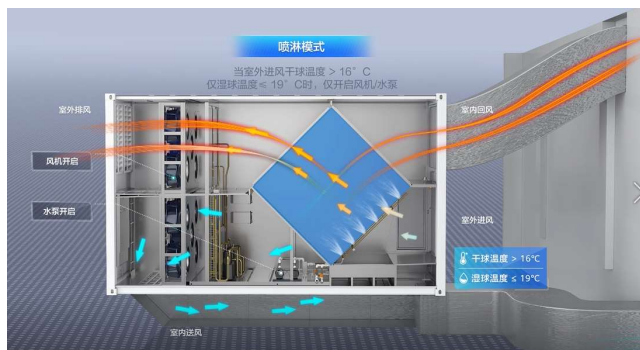 喷淋模式
当室外进风干球温度 > 16° C
仅湿球温度≤ 19° C时，仅开启风机/水泵
室外排风
室内回风
风机开启
水泵开启
室外进风
干球温度 > 16℃
湿球温度 ≤ 19℃
室内送风